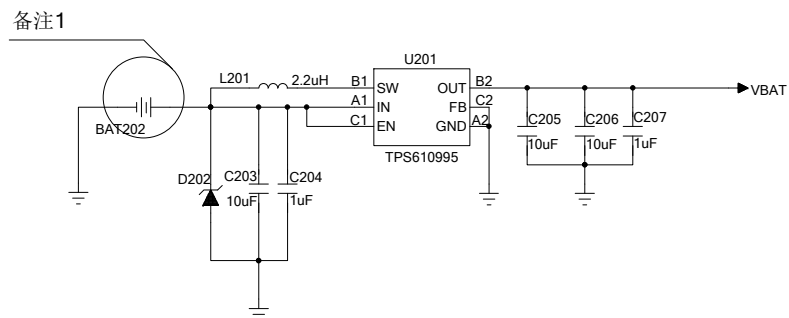 备注1
U201
L201 2.2uH B1 SW OUT B2
VBAT
A1 IN FB C2
C1 EN GND A2
BAT202
TPS610995
C205 C206 C207
10uF 10uF 1uF
D202 C203 C204
10uF 1uF